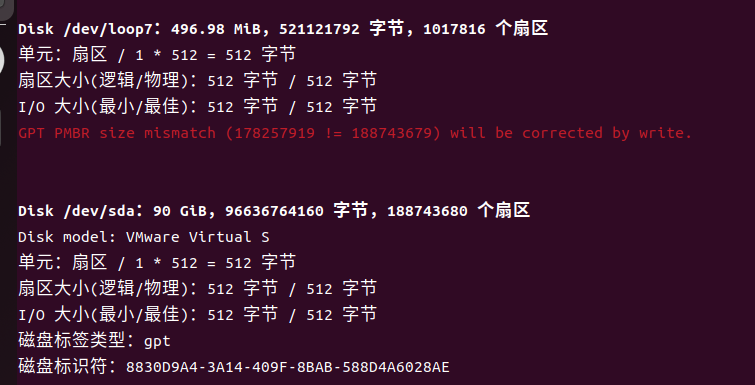 Disk /dev/loop7：496.98 MiB，521121792 字节，1017816 个扇区
单元：扇区 / 1 * 512 = 512 字节
扇区大小(逻辑/物理)：512 字节 / 512 字节
I/O 大小(最小/最佳)：512 字节 / 512 字节
GPT PMBR size mismatch (178257919 != 188743679) will be corrected by write.
Disk /dev/sda：90 GiB，96636764160 字节，188743680 个扇区
Disk model: VMware Virtual S
单元：扇区 / 1 * 512 = 512 字节
扇区大小(逻辑/物理)：512 字节 / 512 字节
I/O 大小(最小/最佳)：512 字节 / 512 字节
磁盘标签类型：gpt
磁盘标识符：8830D9A4-3A14-409F-8BAB-588D4A6028AE